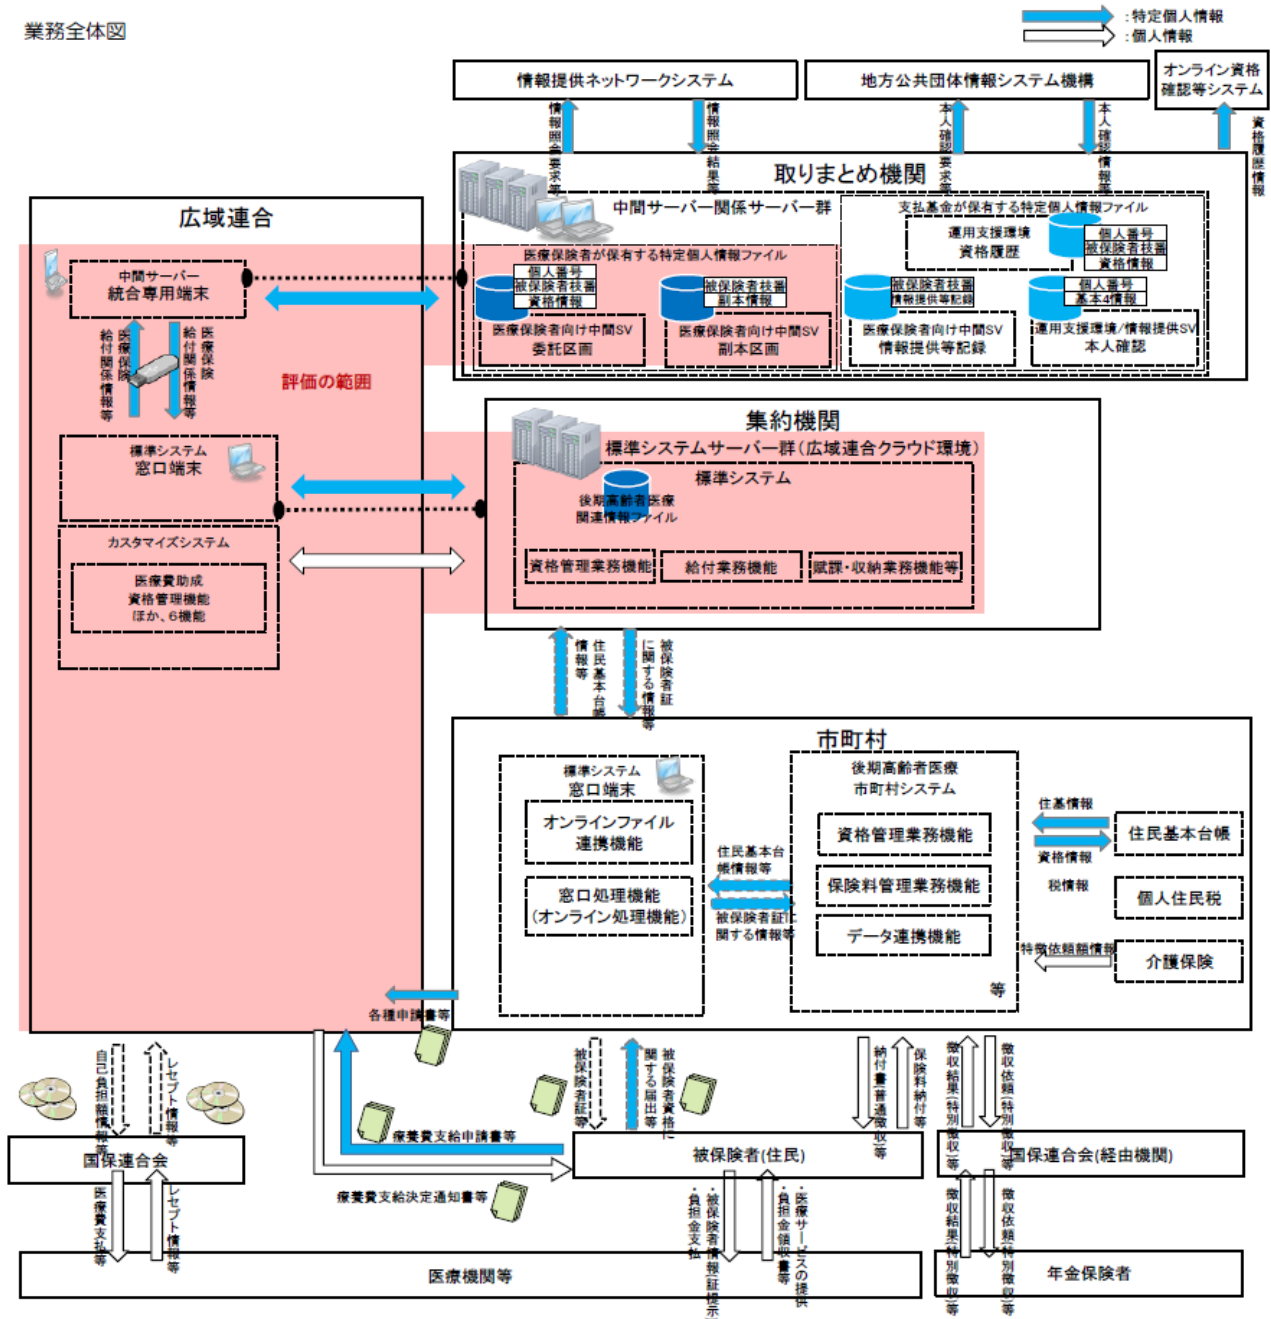 業務全体図
：特定個人情報
：個人情報
情報提供ネットワークシステム
地方公共団体情報システム機構
オンライン資格
確認等システム
情報照会要求等
情報照会結果等
本人確認要求等
本人確認情報等
資格履歴情報
取りまとめ機関
中間サーバー関係サーバー群
支払基金が保有する特定個人情報ファイル
運用支援環境
資格履歴
個人番号
被保険者枝番
資格情報
医療保険者が保有する特定個人情報ファイル
個人番号
被保険者枝番
資格情報
医療保険者向け中間SV
委託区画
被保険者枝番
副本情報
医療保険者向け中間SV
副本区画
被保険者枝番
情報提供等記録
医療保険者向け中間SV
情報提供等記録
個人番号
基本4情報
運用支援環境/情報提供SV
本人確認
広域連合
中間サーバー
統合専用端末
医療保険
給付関係情報等
医療保険
給付関係情報等
評価の範囲
標準システム
窓口端末
カスタマイズシステム
医療費助成
資格管理機能
ほか、6機能
集約機関
標準システムサーバー群（広域連合クラウド環境）
標準システム
後期高齢者医療
関連情報ファイル
資格管理業務機能
給付業務機能
賦課・収納業務機能等
住民基本台帳
情報等
被保険者証
に関する情報等
市町村
標準システム
窓口端末
オンラインファイル
連携機能
窓口処理機能
（オンライン処理機能）
住民基本台
帳情報等
被保険者証に
関する情報等
後期高齢者医療
市町村システム
資格管理業務機能
保険料管理業務機能
データ連携機能
等
住基情報
資格情報
税情報
特徴依頼額情報
住民基本台帳
個人住民税
介護保険
各種申請書等
自己負担額情報等
レセプト情報等
国保連合会
医療費支払等
レセプト情報等
療養費支給申請書等
療養費支給決定通知書等
被保険者証等
被保険者資格に
関する届出等
被保険者(住民)
納付書(普通徴収)等
保険料納付等
徴収結果(特別徴収)等
徴収依頼(特別徴収)等
国保連合会(経由機関)
・被保険者情報(証提示)
・負担金支払
・医療サービスの提供
・負担金領収書等
徴収結果(特別徴収)等
徴収依頼(特別徴収)等
医療機関等
年金保険者